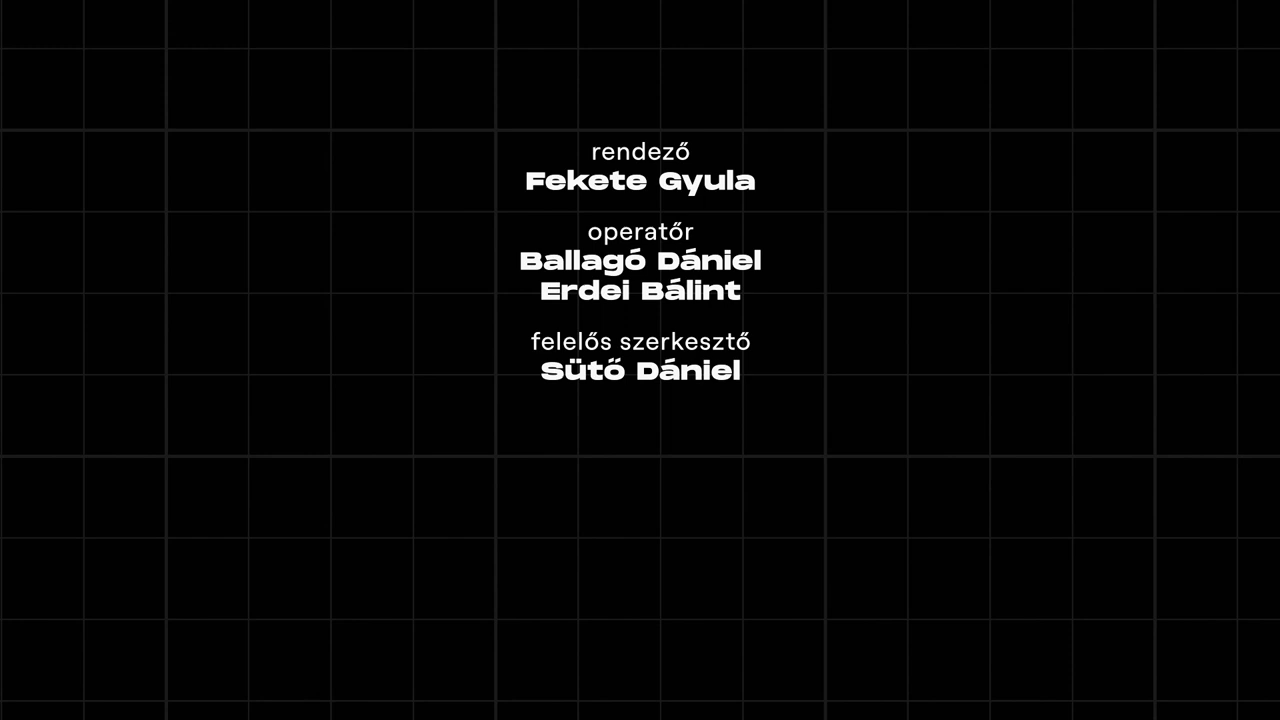 rendező
Fekete Gyula
operatőr
Ballagó Dániel
Erdei Bálint
felelős szerkesztő
Sütő Dániel